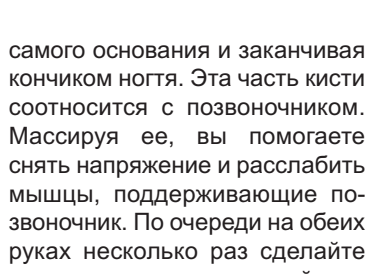 самого основания и заканчивая
кончиком ногтя. Эта часть кисти
соотносится с позвоночником.
Массируя ее, вы помогаете
снять напряжение и расслабить
мышцы, поддерживающие по-
звоночник. По очереди на обеих
руках несколько раз сделайте